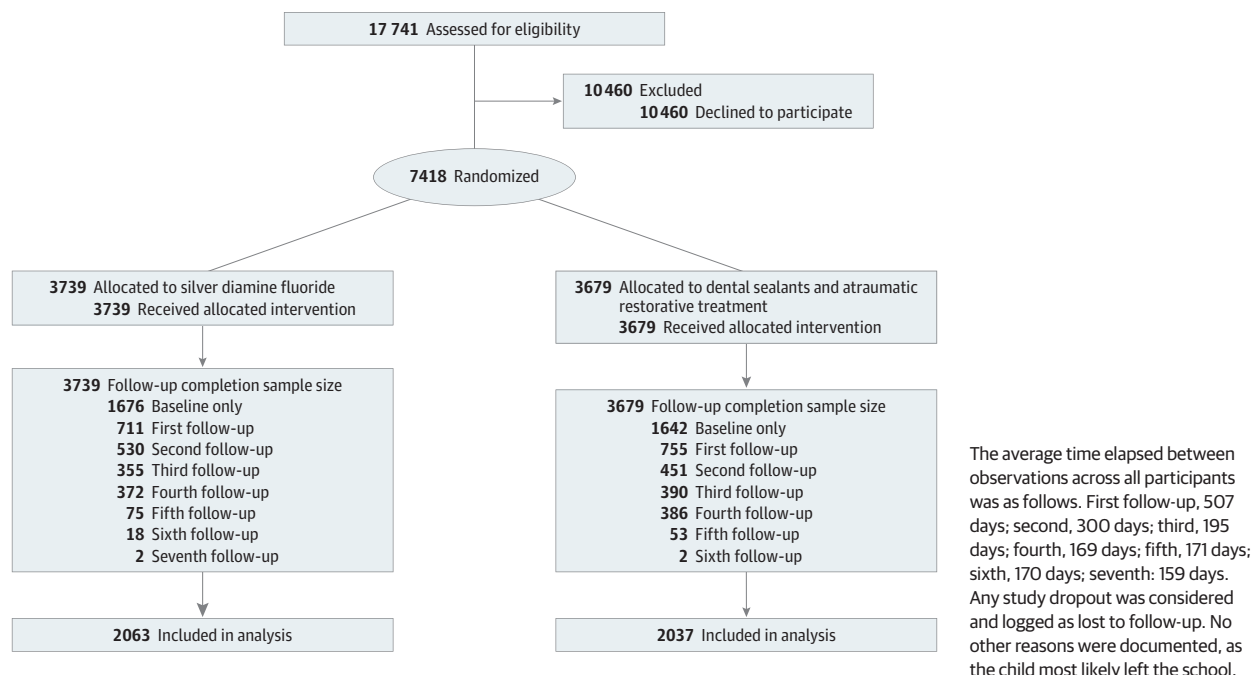 17 741 Assessed for eligibility
10 460 Excluded
10 460 Declined to participate
7418 Randomized
3739 Allocated to silver diamine fluoride
3739 Received allocated intervention
3679 Allocated to dental sealants and atraumatic
restorative treatment
3679 Received allocated intervention
3739 Follow-up completion sample size
1676 Baseline only
711 First follow-up
530 Second follow-up
355 Third follow-up
372 Fourth follow-up
75 Fifth follow-up
18 Sixth follow-up
2 Seventh follow-up
3679 Follow-up completion sample size
1642 Baseline only
755 First follow-up
451 Second follow-up
390 Third follow-up
386 Fourth follow-up
53 Fifth follow-up
2 Sixth follow-up
2063 Included in analysis
2037 Included in analysis
The average time elapsed between
observations across all participants
was as follows. First follow-up, 507
days; second, 300 days; third, 195
days; fourth, 169 days; fifth, 171 days;
sixth, 170 days; seventh: 159 days.
Any study dropout was considered
and logged as lost to follow-up. No
other reasons were documented, as
the child most likely left the school.